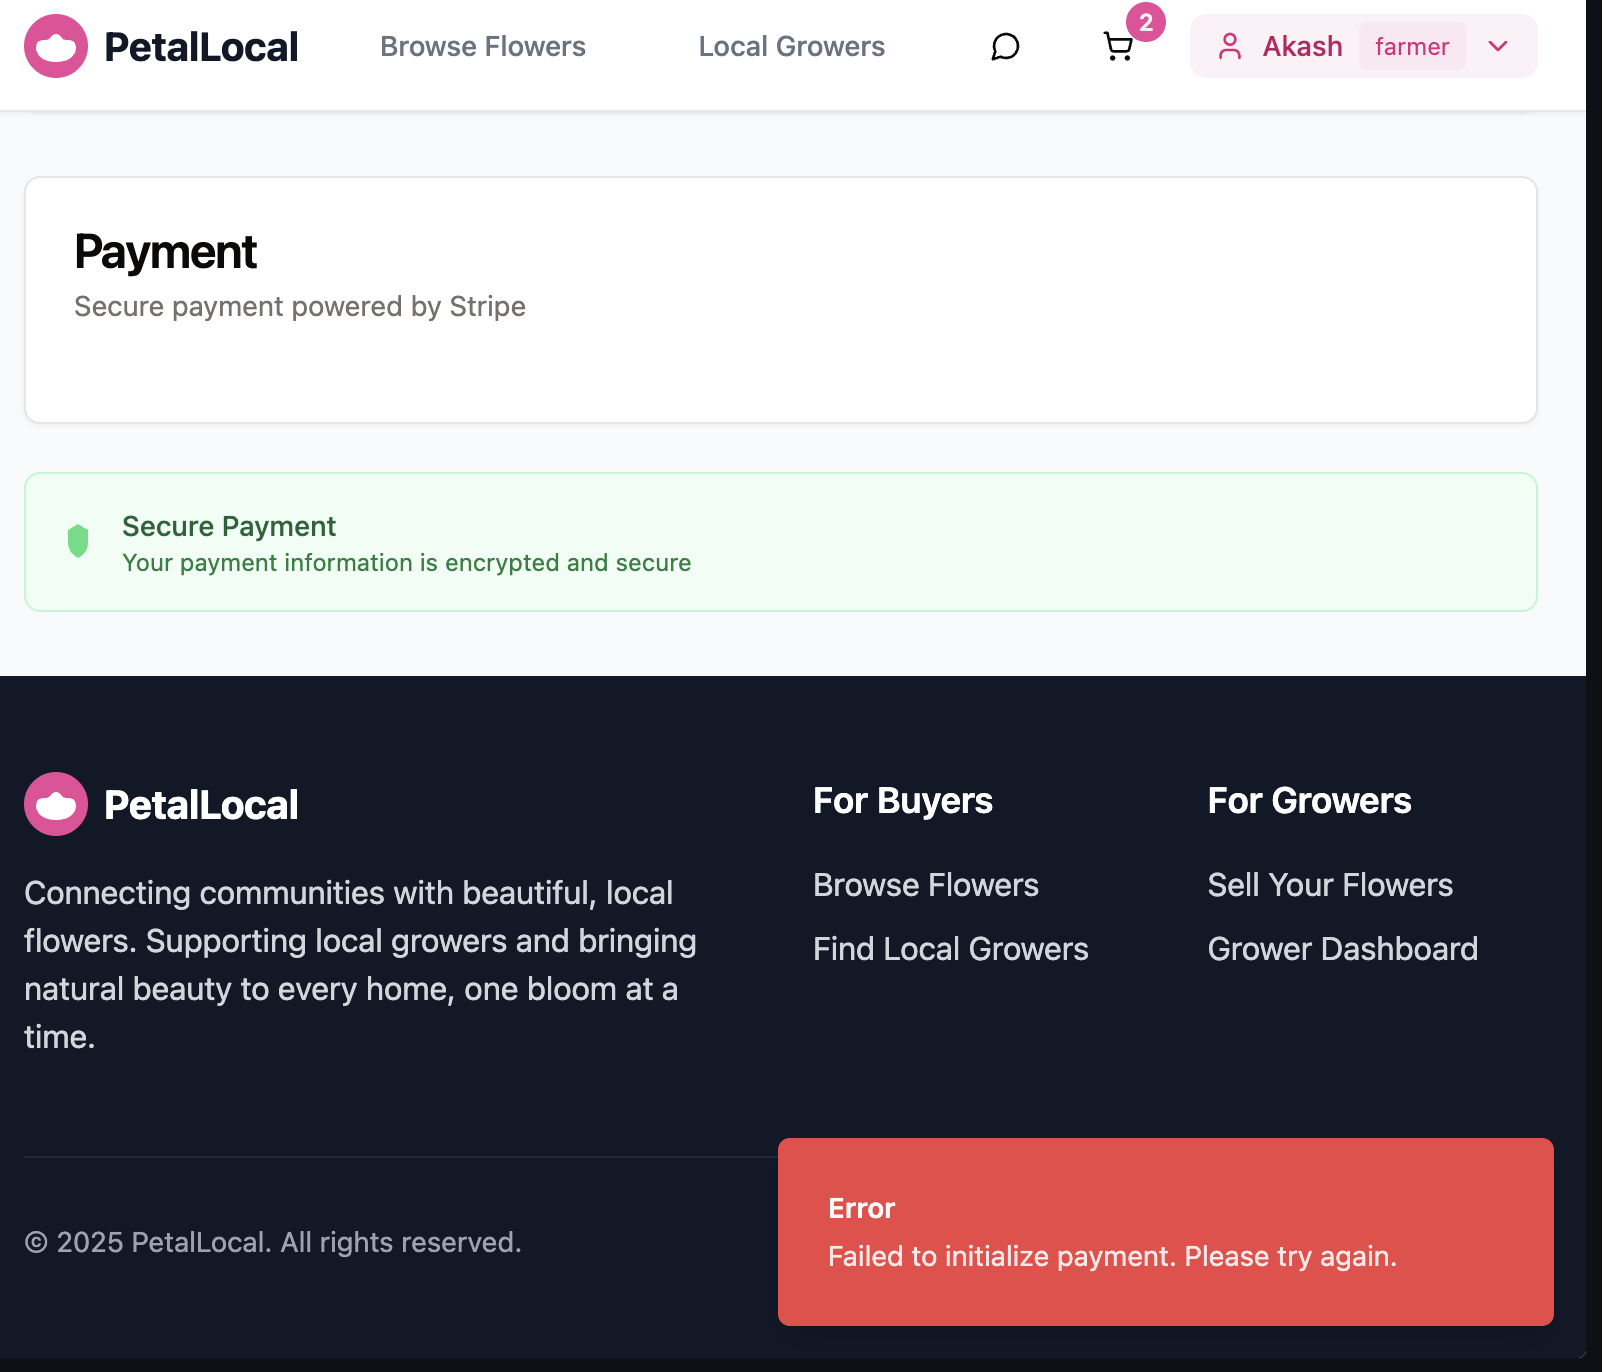 PetalLocal
Browse Flowers
Local Growers
2
Akash
farmer
Payment
Secure payment powered by Stripe
Secure Payment
Your payment information is encrypted and secure
PetalLocal
Connecting communities with beautiful, local
flowers. Supporting local growers and bringing
natural beauty to every home, one bloom at a
time.
For Buyers
Browse Flowers
Find Local Growers
For Growers
Sell Your Flowers
Grower Dashboard
© 2025 PetalLocal. All rights reserved.
Error
Failed to initialize payment. Please try again.